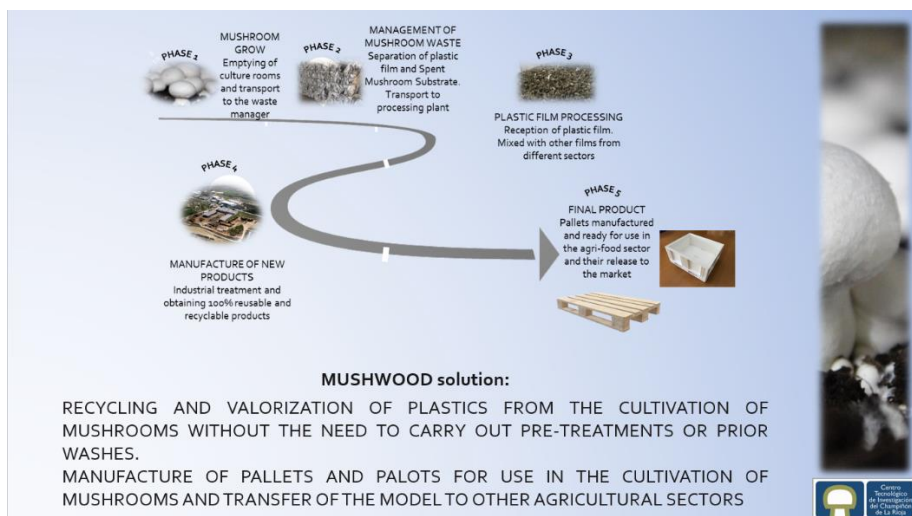 PHASE 1
MUSHROOM
GROW
Emptying of
culture rooms
and transport
to the waste
manager
PHASE 2
MANAGEMENT OF
MUSHROOM WASTE
Separation of plastic
film and Spent
Mushroom Substrate.
Transport to
processing plant
PHASE 3
PLASTIC FILM PROCESSING
Reception of plastic film.
Mixed with other films from
different sectors
PHASE 4
MANUFACTURE OF NEW
PRODUCTS
Industrial treatment and
obtaining 100% reusable and
recyclable products
PHASE 5
FINAL PRODUCT
Pallets manufactured
and ready for use in
the agri-food sector
and their release to
the market
MUSHWOOD solution:
RECYCLING AND VALORIZATION OF PLASTICS FROM THE CULTIVATION OF
MUSHROOMS WITHOUT THE NEED TO CARRY OUT PRE-TREATMENTS OR PRIOR
WASHES.
MANUFACTURE OF PALLETS AND PALOTS FOR USE IN THE CULTIVATION OF
MUSHROOMS AND TRANSFER OF THE MODEL TO OTHER AGRICULTURAL SECTORS
Centro
Tecnológico
de Investigación
del Champiñón
de La Rioja